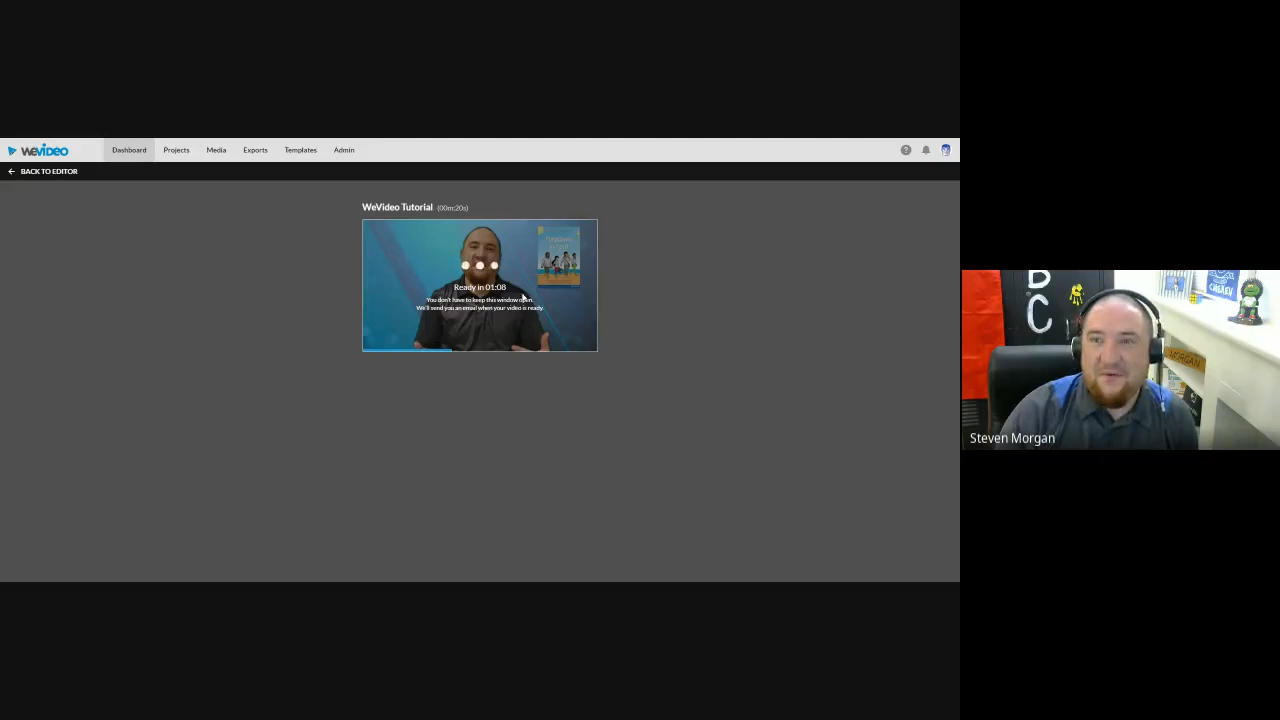 WEVIDEO
Dashboard Projects Media Exports Templates Admin
BACK TO EDITOR
WeVideo Tutorial (00m:20s)
Ready in 01:08
You don't have to keep this window open.
We'll send you an email when your video is ready.
B
C
MORGAN
Steven Morgan